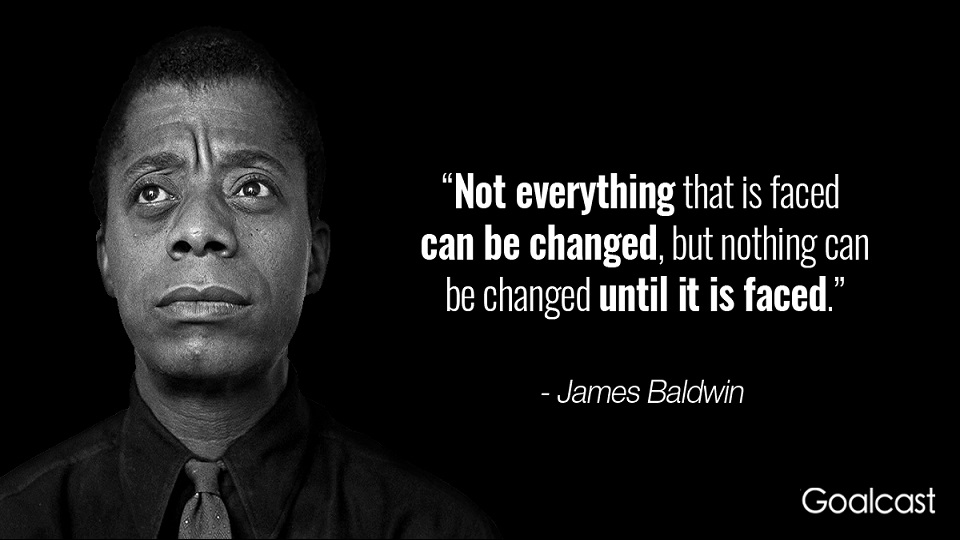 “Not everything that is faced
can be changed, but nothing can
be changed until it is faced.”
- James Baldwin
Goalcast